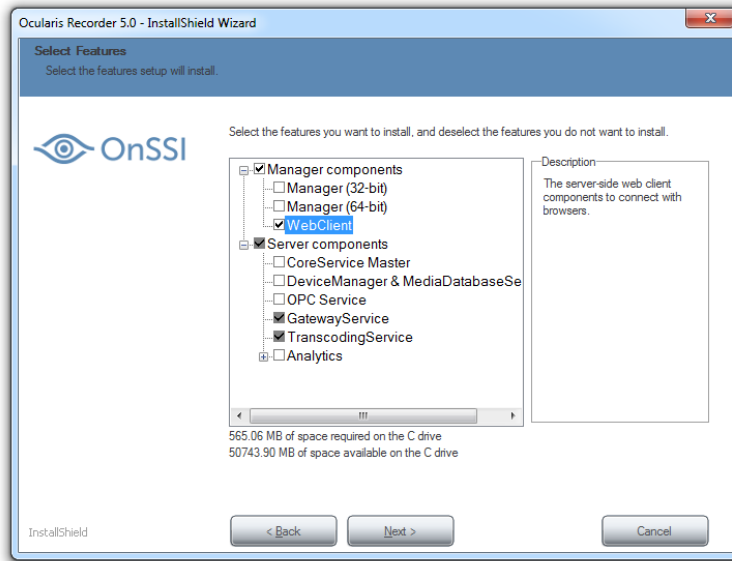 Ocularis Recorder 5.0 - InstallShield Wizard
Select Features
Select the features setup will install.
OnSSI
Select the features you want to install, and deselect the features you do not want to install.
Manager components
Manager (32-bit)
Manager (64-bit)
WebClient
Server components
CoreService Master
DeviceManager & MediaDatabaseSe
OPC Service
GatewayService
TranscodingService
Analytics
Description
The server-side web client
components to connect with
browsers.
565.06 MB of space required on the C drive
50743.90 MB of space available on the C drive
InstallShield
< Back
Next >
Cancel